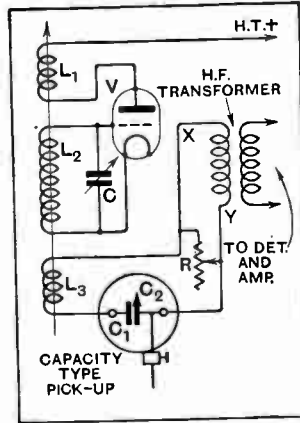 H.T.+
L1
V
H.F.
TRANSFORMER
L2
C
X
Y
R
TO DET.
AND
AMP.
L3
C2
C1
CAPACITY
TYPE
PICK-UP